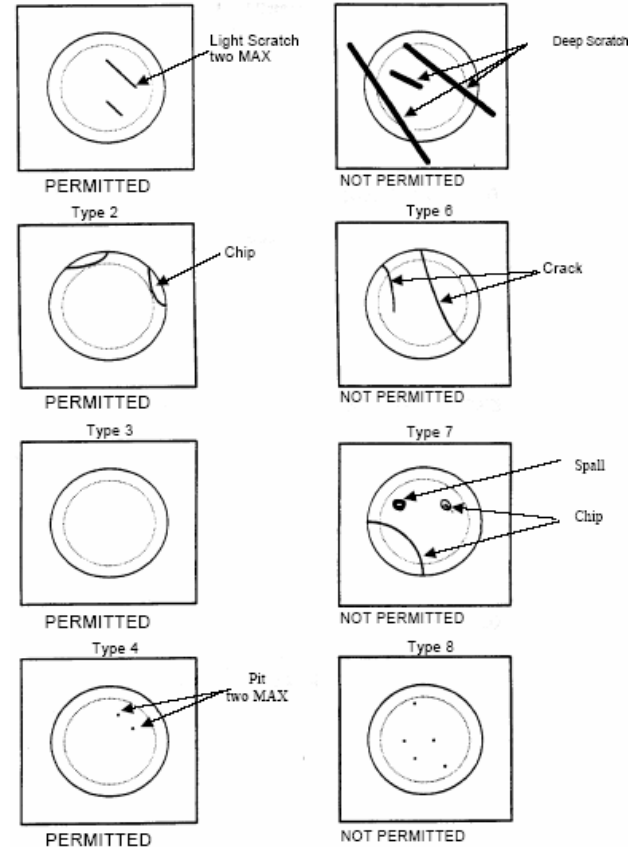 Light Scratch
two MAX
Deep Scratch
PERMITTED
NOT PERMITTED
Type 2
Type 6
Chip
Crack
PERMITTED
NOT PERMITTED
Type 3
Type 7
Spall
Chip
PERMITTED
NOT PERMITTED
Type 4
Type 8
Pit
two MAX
PERMITTED
NOT PERMITTED